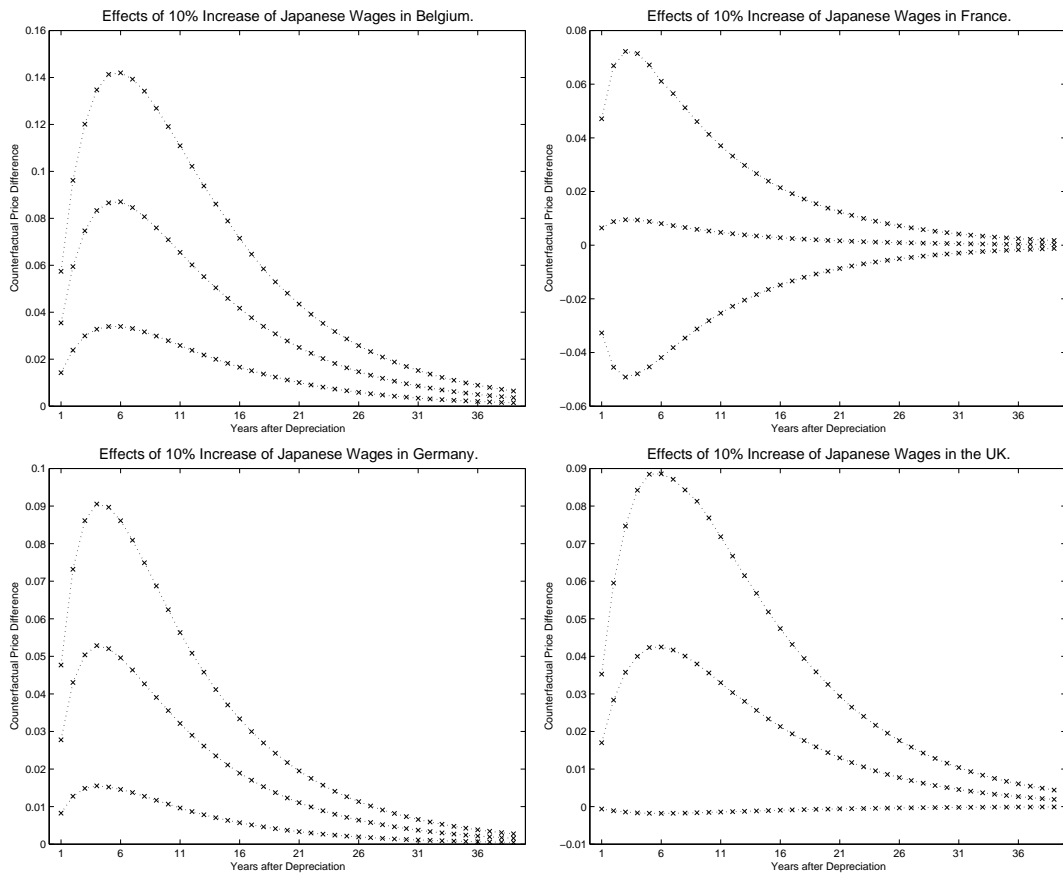 Effects of 10% Increase of Japanese Wages in Belgium.
0.16
0.14
0.12
0.1
0.08
0.06
0.04
0.02
0
Counterfactual Price Difference
1 6 11 16 21 26 31 36
Years after Depreciation
Effects of 10% Increase of Japanese Wages in France.
0.08
0.06
0.04
0.02
0
−0.02
−0.04
−0.06
Counterfactual Price Difference
1 6 11 16 21 26 31 36
Years after Depreciation
Effects of 10% Increase of Japanese Wages in Germany.
0.1
0.09
0.08
0.07
0.06
0.05
0.04
0.03
0.02
0.01
0
Counterfactual Price Difference
1 6 11 16 21 26 31 36
Years after Depreciation
Effects of 10% Increase of Japanese Wages in the UK.
0.09
0.08
0.07
0.06
0.05
0.04
0.03
0.02
0.01
0
−0.01
Counterfactual Price Difference
1 6 11 16 21 26 31 36
Years after Depreciation